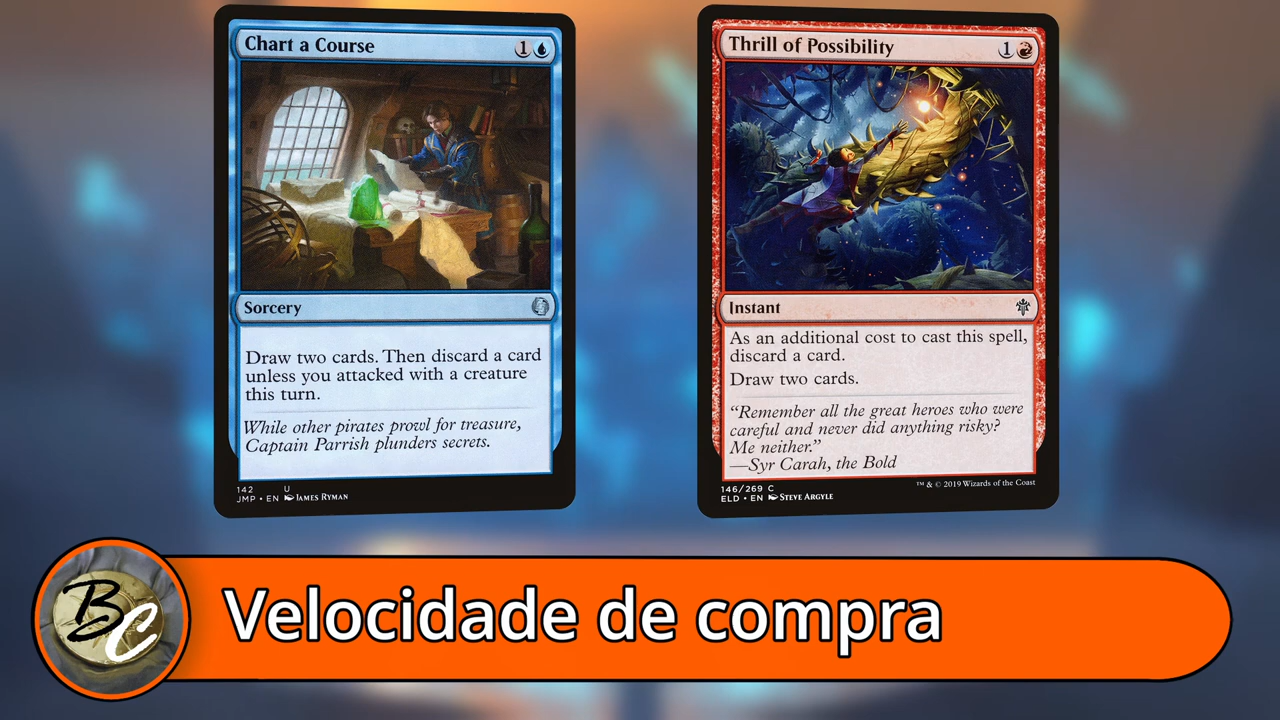 Chart a Course 1
Sorcery
Draw two cards. Then discard a card
unless you attacked with a creature
this turn.
While other pirates prowl for treasure,
Captain Parrish plunders secrets.
142 U
JMP • EN JAMES RYMAN
Thrill of Possibility 1
Instant
As an additional cost to cast this spell,
discard a card.
Draw two cards.
“Remember all the great heroes who were
careful and never did anything risky?
Me neither.”
—Syr Carah, the Bold
146/269 C
ELD • EN STEVE ARGYLE
™ & © 2019 Wizards of the Coast
BC
Velocidade de compra